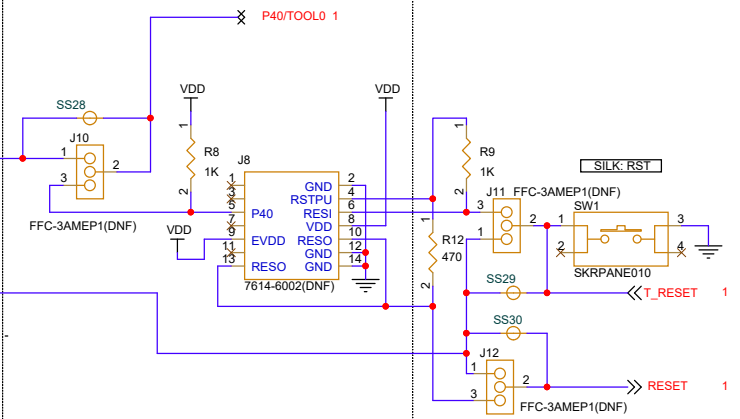 P40/TOOL0 1
VDD
VDD
SS28
J10
1
2
3
FFC-3AMEP1(DNF)
1
R8
1K
2
J8
1
3
5
7
9
11
13
P40
EVDD
RESO
GND
RSTPU
RESI
VDD
RESO
GND
GND
2
4
6
8
10
12
14
7614-6002(DNF)
VDD
1
R9
1K
2
1
R12
470
2
SILK: RST
J11 FFC-3AMEP1(DNF)
3
2
1
SW1
1
2
3
4
SKRPANE010
SS29
T_RESET 1
SS30
J12
1
2
3
RESET 1
FFC-3AMEP1(DNF)